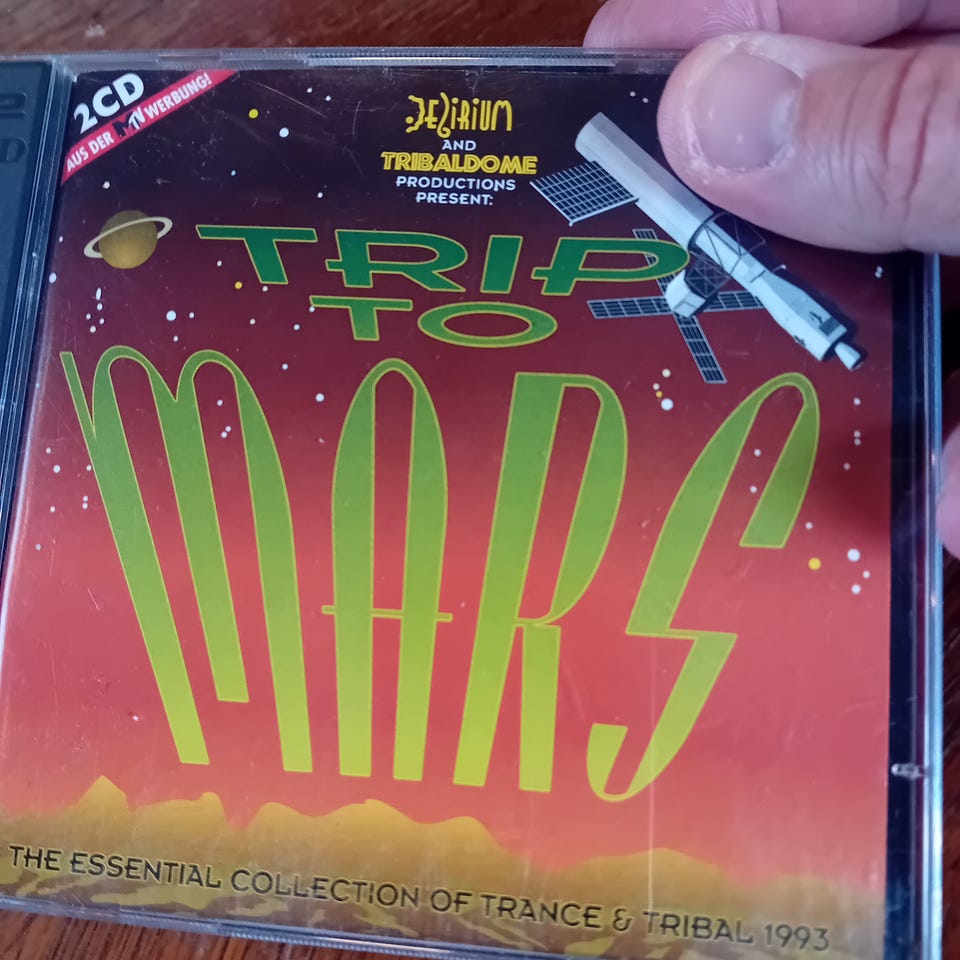 2CD
AUS DER MTV WERBUNG!
DELIRIUM
AND
TRIBALDOME
PRODUCTIONS
PRESENT:
TRIP
TO
MARS
THE ESSENTIAL COLLECTION OF TRANCE & TRIBAL 1993